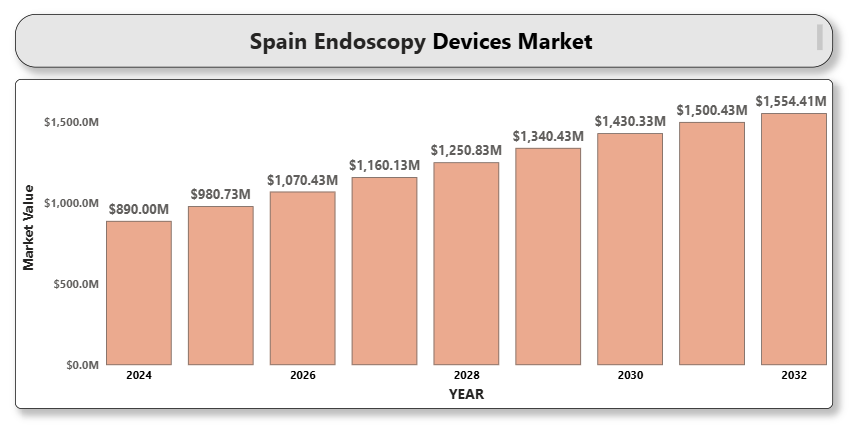 Spain Endoscopy Devices Market
$1,554.41M
$1,500.43M
$1,430.33M
$1,340.43M
$1,250.83M
$1,160.13M
$1,070.43M
$980.73M
$890.00M
$1,500.0M
$1,000.0M
$500.0M
$0.0M
Market Value
2024 2026 2028 2030 2032
YEAR